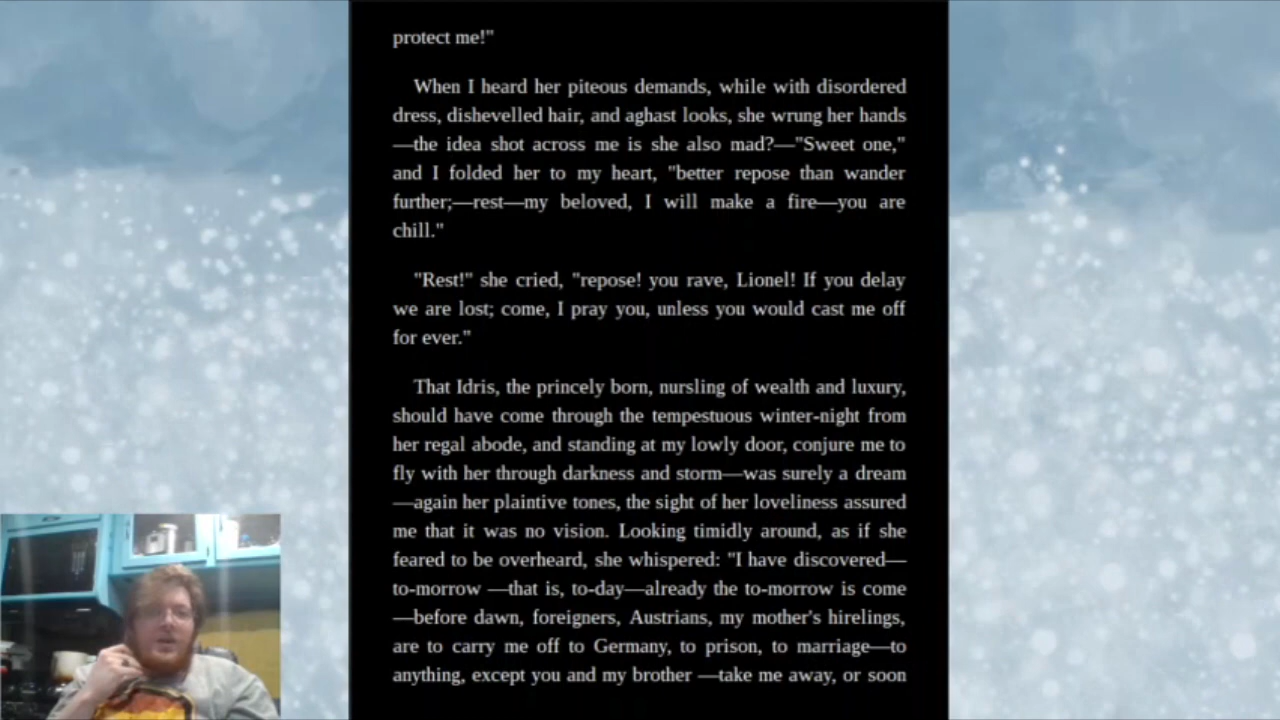 protect me!"
When I heard her piteous demands, while with disordered
dress, dishevelled hair, and aghast looks, she wrung her hands
—the idea shot across me is she also mad?—"Sweet one,"
and I folded her to my heart, "better repose than wander
further;—rest—my beloved, I will make a fire—you are
chill."
"Rest!" she cried, "repose! you rave, Lionel! If you delay
we are lost; come, I pray you, unless you would cast me off
for ever."
That Idris, the princely born, nursling of wealth and luxury,
should have come through the tempestuous winter-night from
her regal abode, and standing at my lowly door, conjure me to
fly with her through darkness and storm—was surely a dream
—again her plaintive tones, the sight of her loveliness assured
me that it was no vision. Looking timidly around, as if she
feared to be overheard, she whispered: "I have discovered—
to-morrow —that is, to-day—already the to-morrow is come
—before dawn, foreigners, Austrians, my mother's hirelings,
are to carry me off to Germany, to prison, to marriage—to
anything, except you and my brother —take me away, or soon